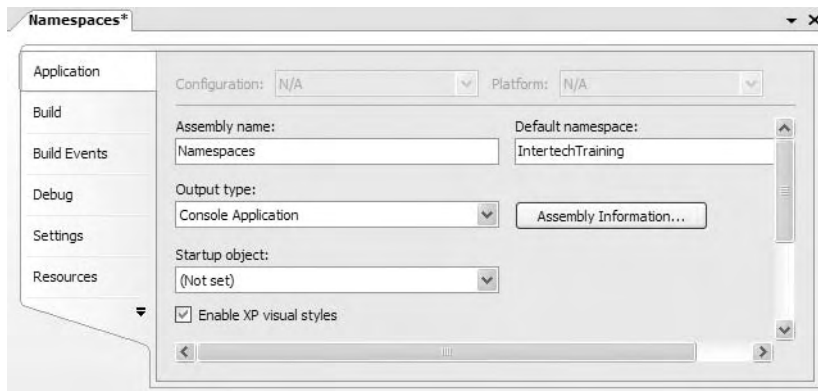 Namespaces*
Application
Build
Build Events
Debug
Settings
Resources
Configuration: N/A Platform: N/A
Assembly name: Default namespace:
Namespaces IntertechTraining
Output type:
Console Application Assembly Information...
Startup object:
(Not set)
Enable XP visual styles